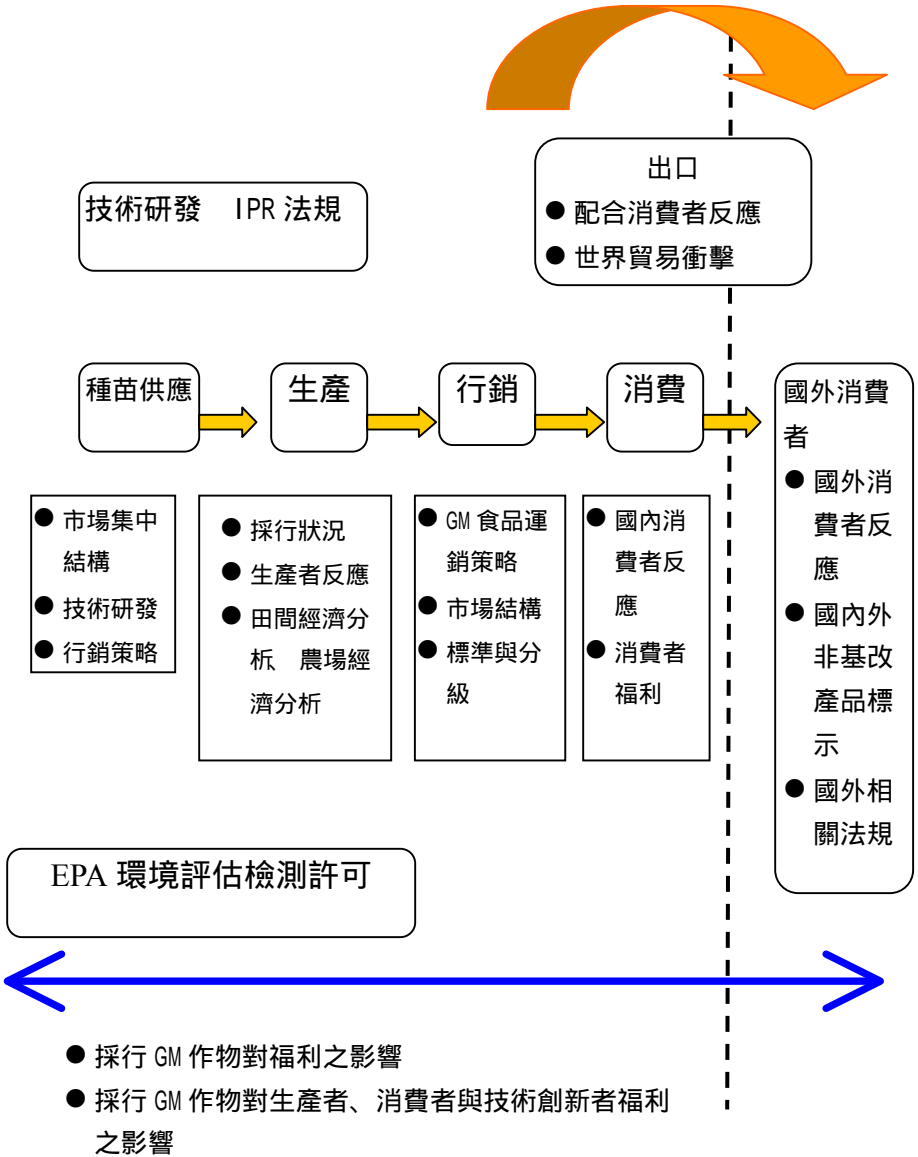 出口
● 配合消費者反應
● 世界貿易衝擊
技術研發　IPR 法規
種苗供應
生產
行銷
消費
國外消費
者
● 國外消
費者反
應
● 國內外
非基改
產品標
示
● 國外相
關法規
● 市場集中
結構
● 技術研發
● 行銷策略
● 採行狀況
● 生產者反應
● 田間經濟分
析、農場經
濟分析
● GM 食品運
銷策略
● 市場結構
● 標準與分
級
● 國內消
費者反
應
● 消費者
福利
EPA 環境評估檢測許可
● 採行 GM 作物對福利之影響
● 採行 GM 作物對生產者、消費者與技術創新者福利
之影響